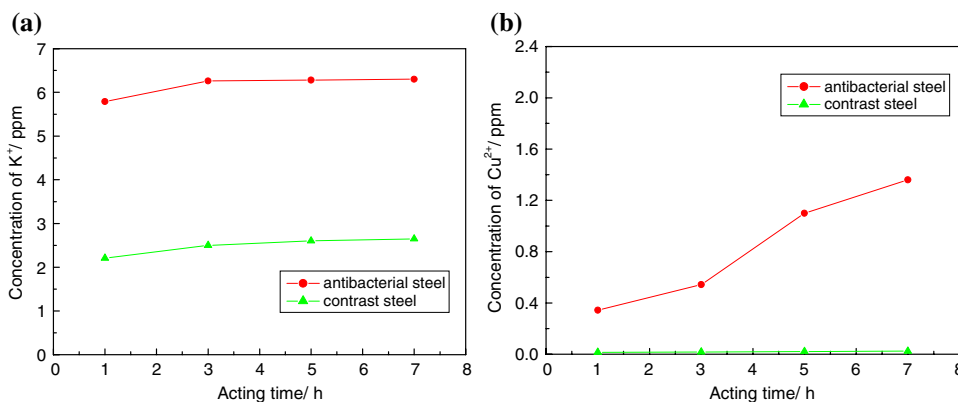 (a)
Concentration of K⁺/ ppm
7
6
5
4
3
2
1
0
antibacterial steel
contrast steel
0 1 2 3 4 5 6 7 8
Acting time/ h
(b)
Concentration of Cu²⁺/ ppm
2.4
2.0
1.6
1.2
0.8
0.4
0.0
antibacterial steel
contrast steel
0 1 2 3 4 5 6 7 8
Acting time/ h